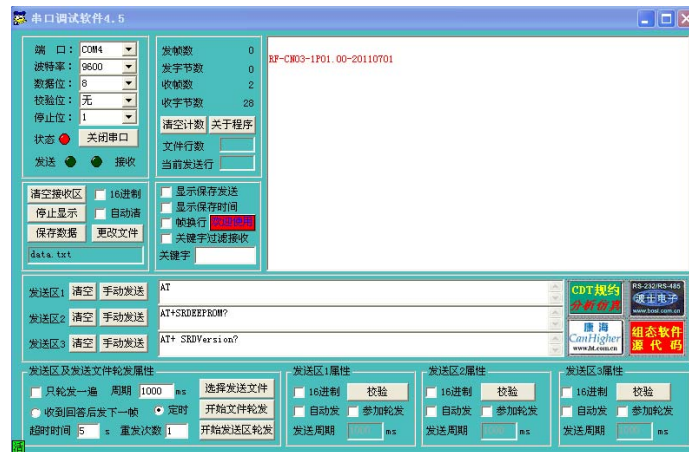 串口调试软件4.5
端 口： COM4
波特率： 9600
数据位： 8
校验位： 无
停止位： 1
状态 关闭串口
发送 接收
发帧数 0
发字节数 0
收帧数 2
收字节数 28
清空计数 关于程序
文件行数
当前发送行
RF-CN03-1P01.00-20110701
清空接收区 16进制
停止显示 自动清
保存数据 更改文件
data.txt
显示保存发送
显示保存时间
帧换行 欢迎使用
关键字过滤接收
关键字
发送区1 清空 手动发送 AT
发送区2 清空 手动发送 AT+SRDEEPROM?
发送区3 清空 手动发送 AT+ SRDVersion?
CDT规约
分析仿真
RS-232/RS-485
波士电子
www.bosi.com.cn
康 海
CanHigher
组态软件
源 代 码
发送区及发送文件轮发属性
只轮发一遍 周期 1000 ms 选择发送文件
收到回答后发下一帧 定时 开始文件轮发
超时时间 5 s 重发次数 1 开始发送区轮发
发送区1属性
16进制 校验
自动发 参加轮发
发送周期 1000 ms
发送区2属性
16进制 校验
自动发 参加轮发
发送周期 1000 ms
发送区3属性
16进制 校验
自动发 参加轮发
发送周期 1000 ms